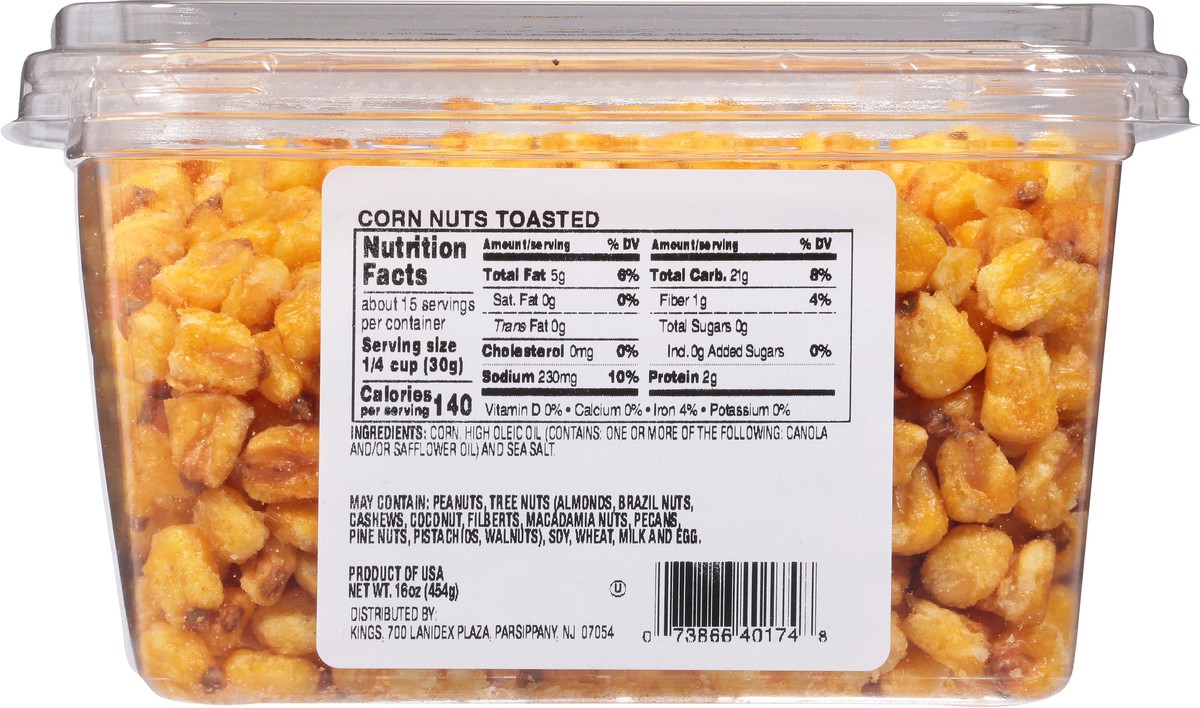 CORN NUTS TOASTED
Nutrition
Facts
about 15 servings
per container
Serving size
1/4 cup (30g)
Calories
per serving 140
Amount/serving % DV
Total Fat 5g 6%
Sat. Fat 0g 0%
Trans Fat 0g
Cholesterol 0mg 0%
Sodium 230mg 10%
Amount/serving % DV
Total Carb. 21g 8%
Fiber 1g 4%
Total Sugars 0g
Incl. 0g Added Sugars 0%
Protein 2g
Vitamin D 0% • Calcium 0% • Iron 4% • Potassium 0%
INGREDIENTS: CORN, HIGH OLEIC OIL (CONTAINS: ONE OR MORE OF THE FOLLOWING: CANOLA
AND/OR SAFFLOWER OIL) AND SEA SALT.
MAY CONTAIN: PEANUTS, TREE NUTS (ALMONDS, BRAZIL NUTS,
CASHEWS, COCONUT, FILBERTS, MACADAMIA NUTS, PECANS,
PINE NUTS, PISTACHIOS, WALNUTS), SOY, WHEAT, MILK AND EGG.
PRODUCT OF USA
NET WT. 16oz (454g)
DISTRIBUTED BY:
KINGS, 700 LANIDEX PLAZA, PARSIPPANY, NJ 07054
U
0 73866 40174 8